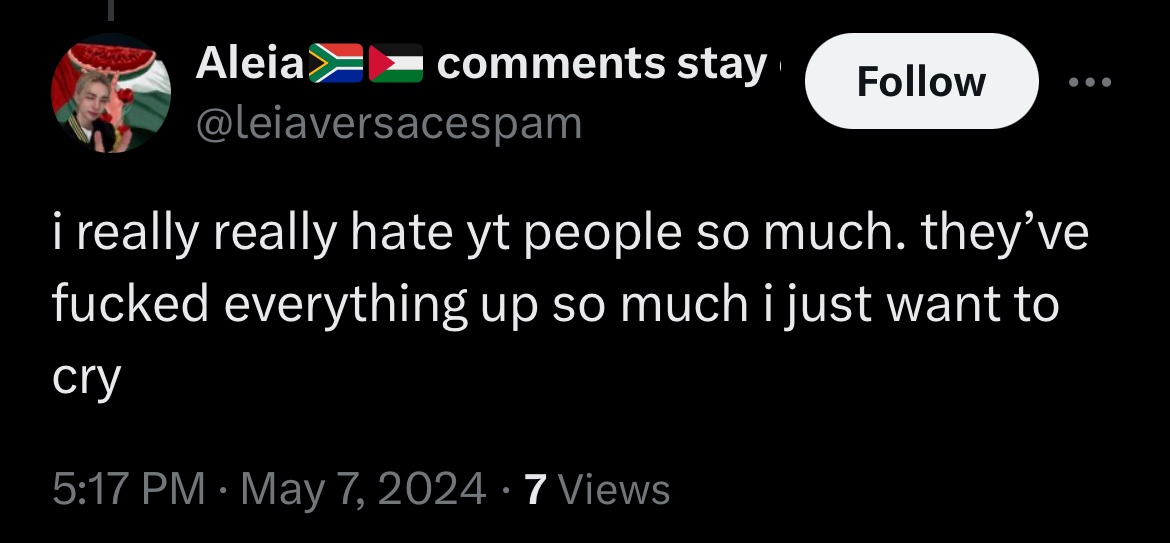 Aleia🇿🇦🇵🇸 comments stay
Follow
@leiaversacespam
i really really hate yt people so much. they’ve
fucked everything up so much i just want to
cry
5:17 PM · May 7, 2024 · 7 Views